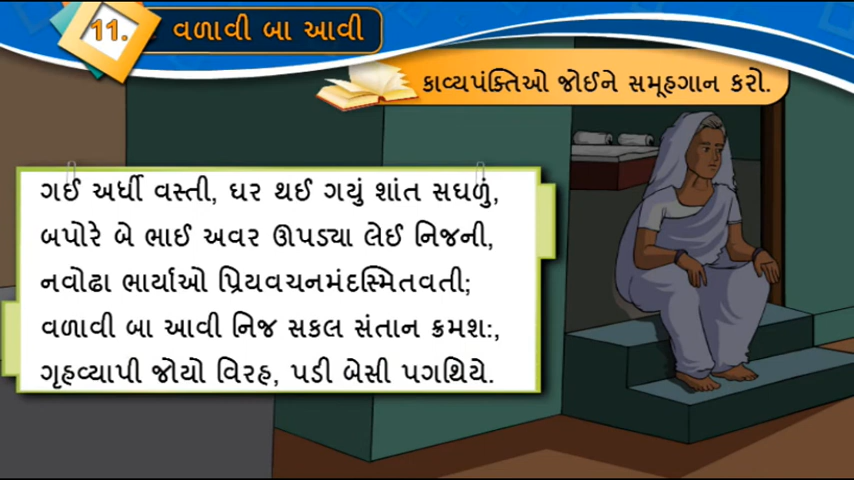 11. વળાવી બા આવી
કાવ્યપંક્તિઓ જોઈને સમૂહગાન કરો.
ગઈ અર્ધી વસ્તી, ઘર થઈ ગયું શાંત સઘળું,
બપોરે બે ભાઈ અવર ઊપડ્યા લેઈ નિજની,
નવોઢા ભાર્યાઓ પ્રિયવચનમંદસ્મિતવતી;
વળાવી બા આવી નિજ સકલ સંતાન ક્રમશઃ,
ગૃહવ્યાપી જોયો વિરહ, પડી બેસી પગથિયે.